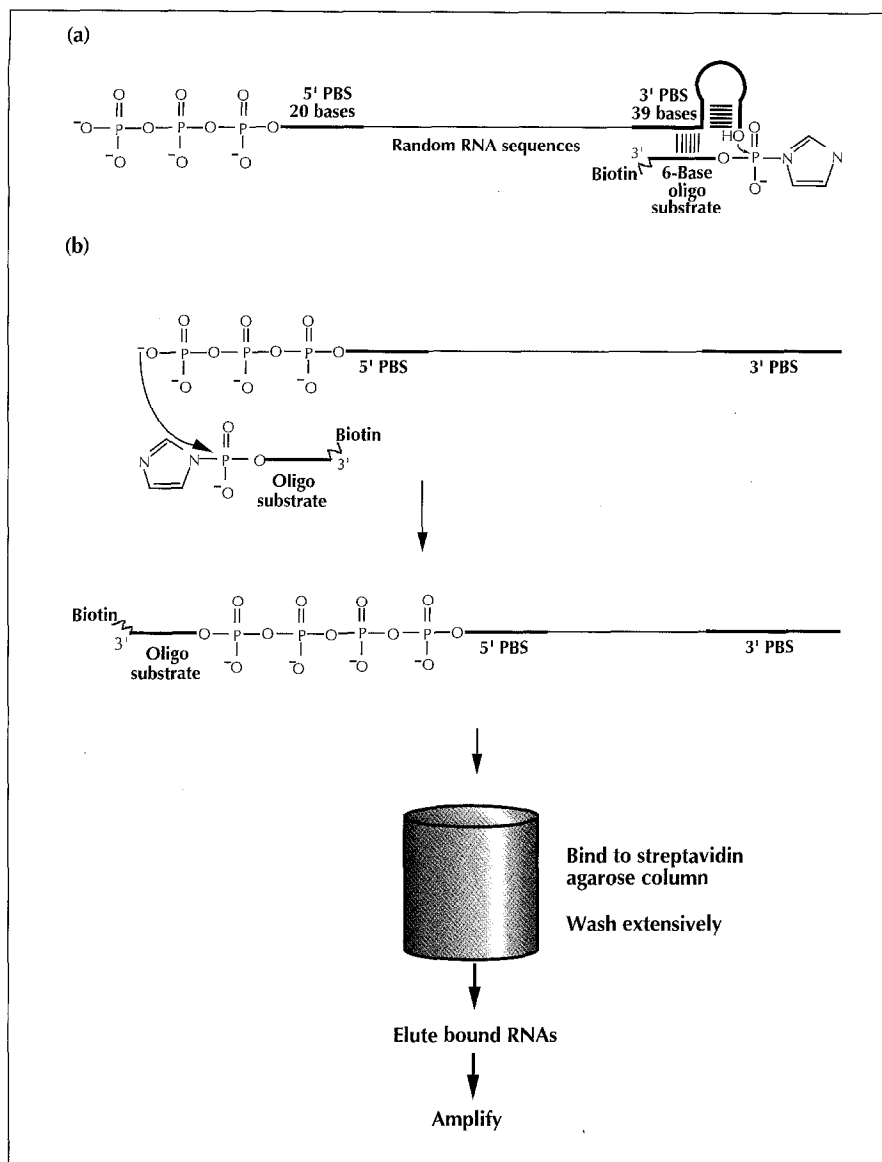 (a)
O O O
5' PBS
20 bases
3' PBS
39 bases
⁻O—P—O—P—O—P—O
⁻O ⁻O ⁻O
Random RNA sequences
HO O
3'
Biotin
O—P—N N
6-Base
oligo
substrate
O⁻
(b)
O O O
⁻O—P—O—P—O—P—O
5' PBS
3' PBS
⁻O ⁻O ⁻O
O
Biotin
N N—P—O
3'
⁻O
Oligo
substrate
Biotin
O O O O
3'
O—P—O—P—O—P—O—P—O
Oligo
substrate
⁻O ⁻O ⁻O ⁻O
5' PBS
3' PBS
Bind to streptavidin
agarose column
Wash extensively
Elute bound RNAs
Amplify